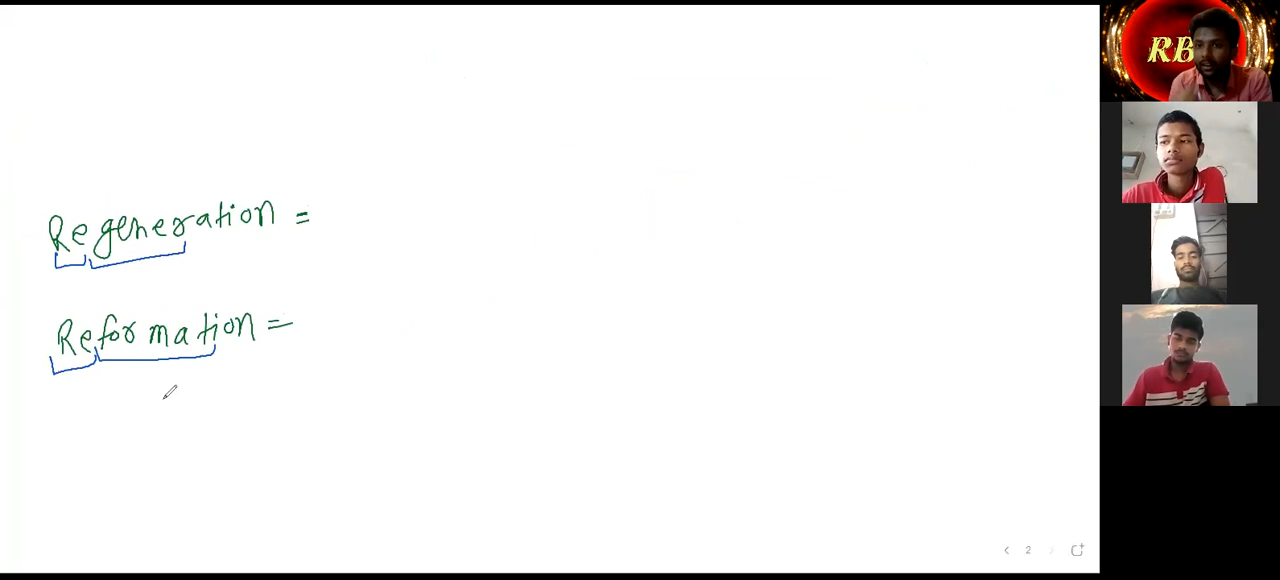 Regeneration =
Reformation =
RB
2